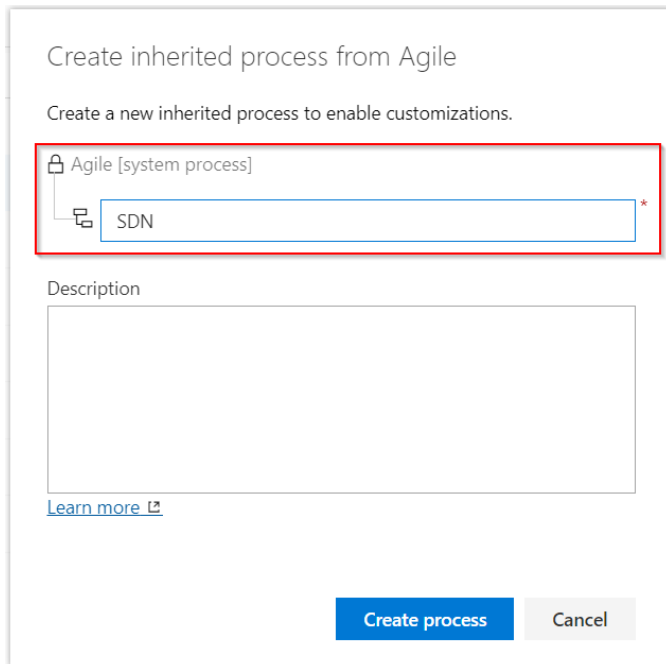 Create inherited process from Agile
Create a new inherited process to enable customizations.
Agile [system process]
SDN
*
Description
Learn more
Create process
Cancel